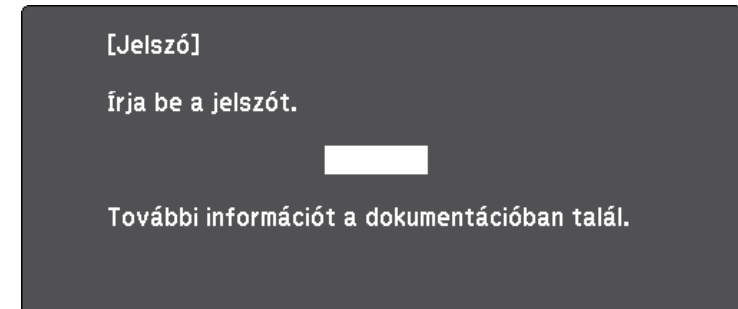 [Jelszó]
Írja be a jelszót.
További információt a dokumentációban talál.